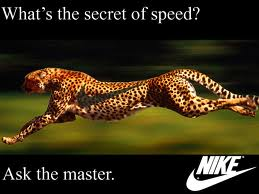 What's the secret of speed?
Ask the master.
NIKE